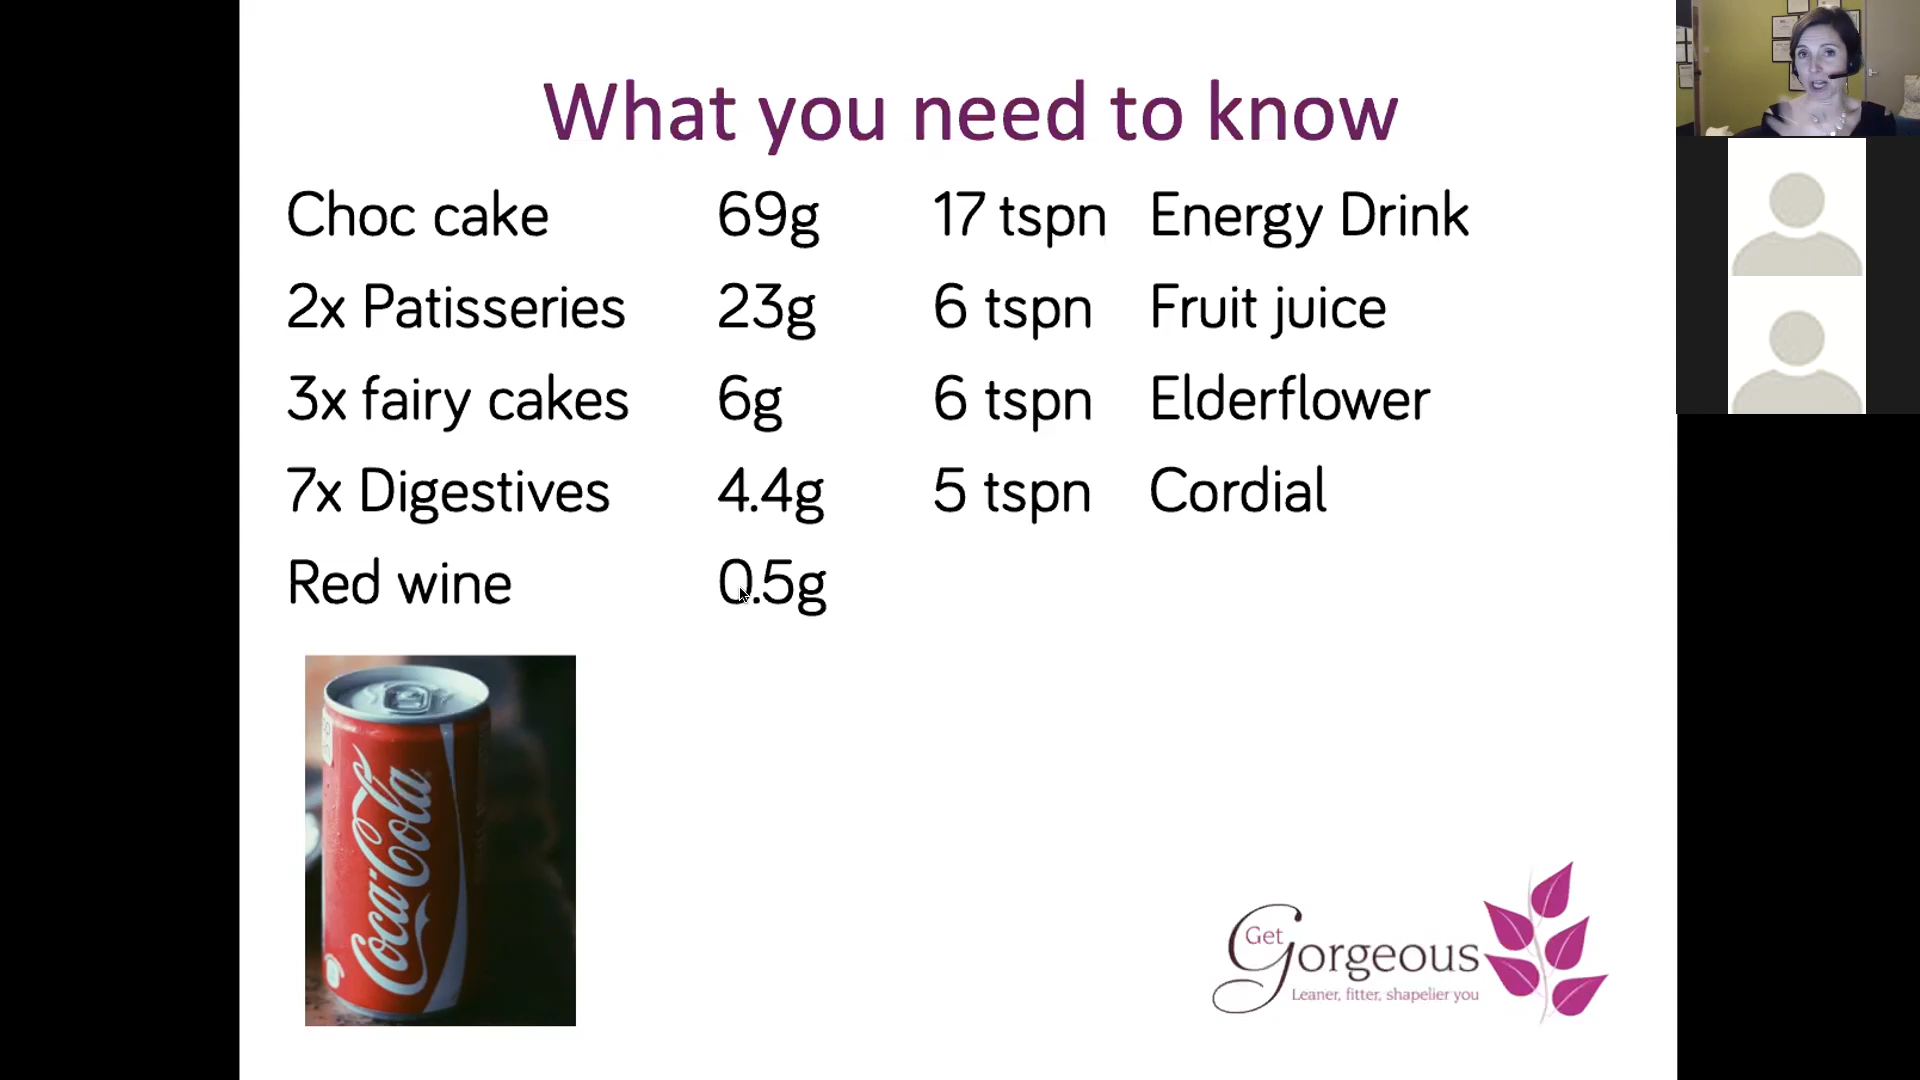 What you need to know
Choc cake 69g 17 tspn Energy Drink
2x Patisseries 23g 6 tspn Fruit juice
3x fairy cakes 6g 6 tspn Elderflower
7x Digestives 4.4g 5 tspn Cordial
Red wine 0.5g
Coca-Cola
Get
Gorgeous
Leaner, fitter, shapelier you